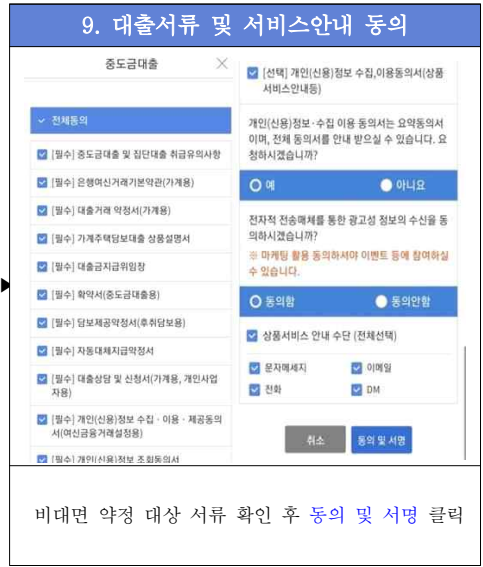 9. 대출서류 및 서비스안내 동의
중도금대출
전체동의
[필수] 중도금대출 및 집단대출 취급유의사항
[필수] 은행여신거래기본약관(가계용)
[필수] 대출거래 약정서(가계용)
[필수] 가계주택담보대출 상품설명서
[필수] 대출금지급위임장
[필수] 확약서(중도금대출용)
[필수] 담보제공약정서(후취담보용)
[필수] 자동대체지급약정서
[필수] 대출상담 및 신청서(가계용, 개인사업
자용)
[필수] 개인(신용)정보 수집 · 이용 · 제공동의
서(여신금융거래설정용)
[필수] 개인(신용)정보 조회동의서
[선택] 개인(신용)정보 수집,이용동의서(상품
서비스안내등)
개인(신용)정보·수집 이용 동의서는 요약동의서
이며, 전체 동의서를 안내 받으실 수 있습니다. 요
청하시겠습니까?
예 아니요
전자적 전송매체를 통한 광고성 정보의 수신을 동
의하시겠습니까?
※ 마케팅 활용 동의하셔야 이벤트 등에 참여하실
수 있습니다.
동의함 동의안함
상품서비스 안내 수단 (전체선택)
문자메세지 이메일
전화 DM
취소 동의 및 서명
비대면 약정 대상 서류 확인 후 동의 및 서명 클릭